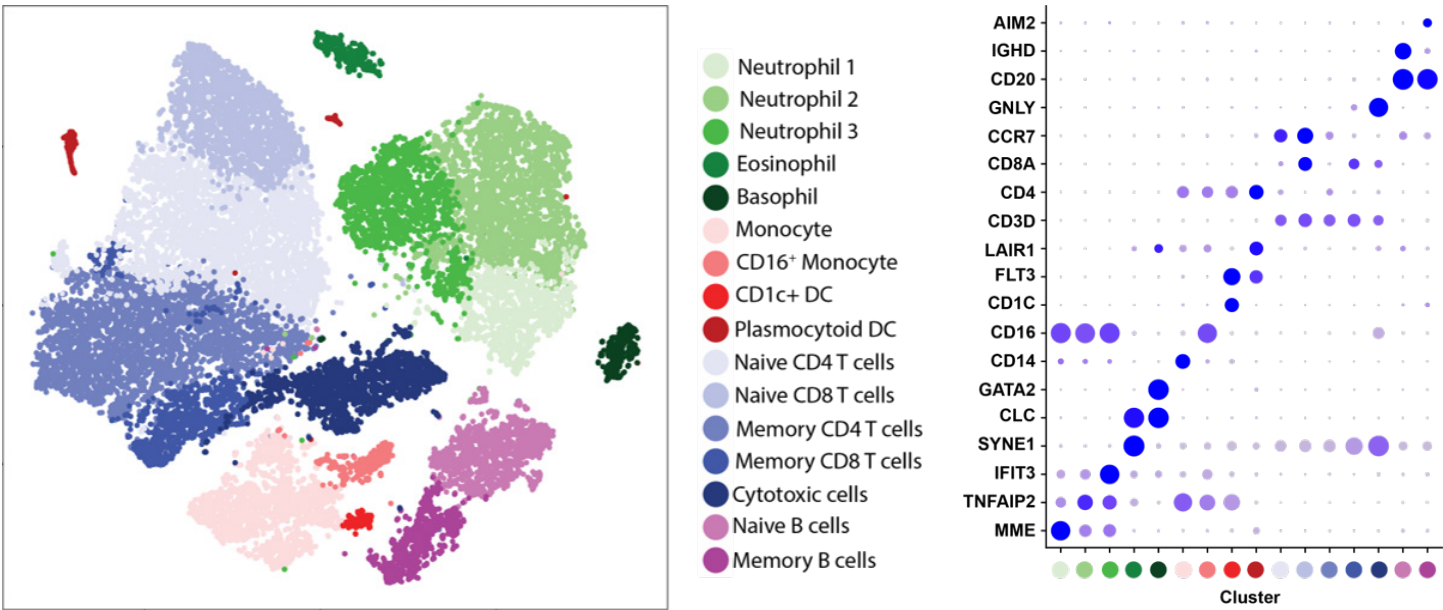 Neutrophil 1
Neutrophil 2
Neutrophil 3
Eosinophil
Basophil
Monocyte
CD16⁺ Monocyte
CD1c+ DC
Plasmocytoid DC
Naive CD4 T cells
Naive CD8 T cells
Memory CD4 T cells
Memory CD8 T cells
Cytotoxic cells
Naive B cells
Memory B cells
AIM2
IGHD
CD20
GNLY
CCR7
CD8A
CD4
CD3D
LAIR1
FLT3
CD1C
CD16
CD14
GATA2
CLC
SYNE1
IFIT3
TNFAIP2
MME
Cluster